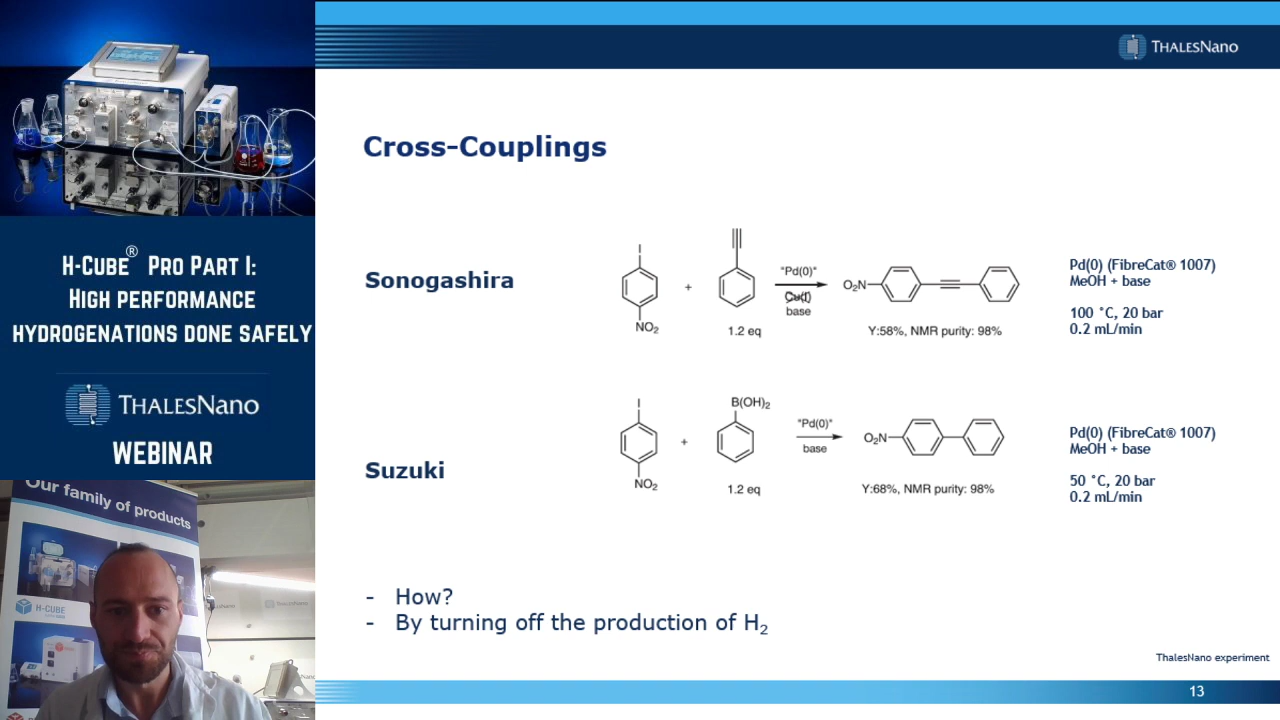 H-Cube® Pro Part I:
High performance
hydrogenations done safely
ThalesNano
WEBINAR
Our family of products
H-CUBE
ThalesNano
Cross-Couplings
Sonogashira
I
NO2
+
1.2 eq
"Pd(0)"
Cu(I)
base
O2N
Y:58%, NMR purity: 98%
Pd(0) (FibreCat® 1007)
MeOH + base
100 °C, 20 bar
0.2 mL/min
Suzuki
I
NO2
+
B(OH)2
1.2 eq
"Pd(0)"
base
O2N
Y:68%, NMR purity: 98%
Pd(0) (FibreCat® 1007)
MeOH + base
50 °C, 20 bar
0.2 mL/min
- How?
- By turning off the production of H2
ThalesNano experiment
13